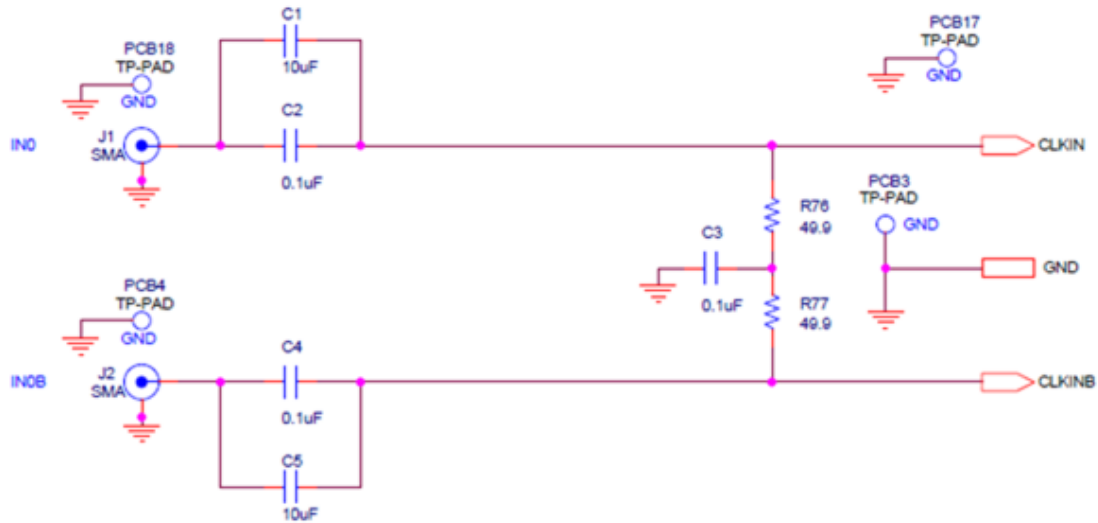 C1
10uF
PCB18
TP-PAD
GND
PCB17
TP-PAD
GND
C2
0.1uF
IN0
J1
SMA
CLKIN
PCB3
TP-PAD
GND
R76
49.9
C3
0.1uF
GND
R77
49.9
PCB4
TP-PAD
GND
C4
0.1uF
IN0B
J2
SMA
CLKINB
C5
10uF